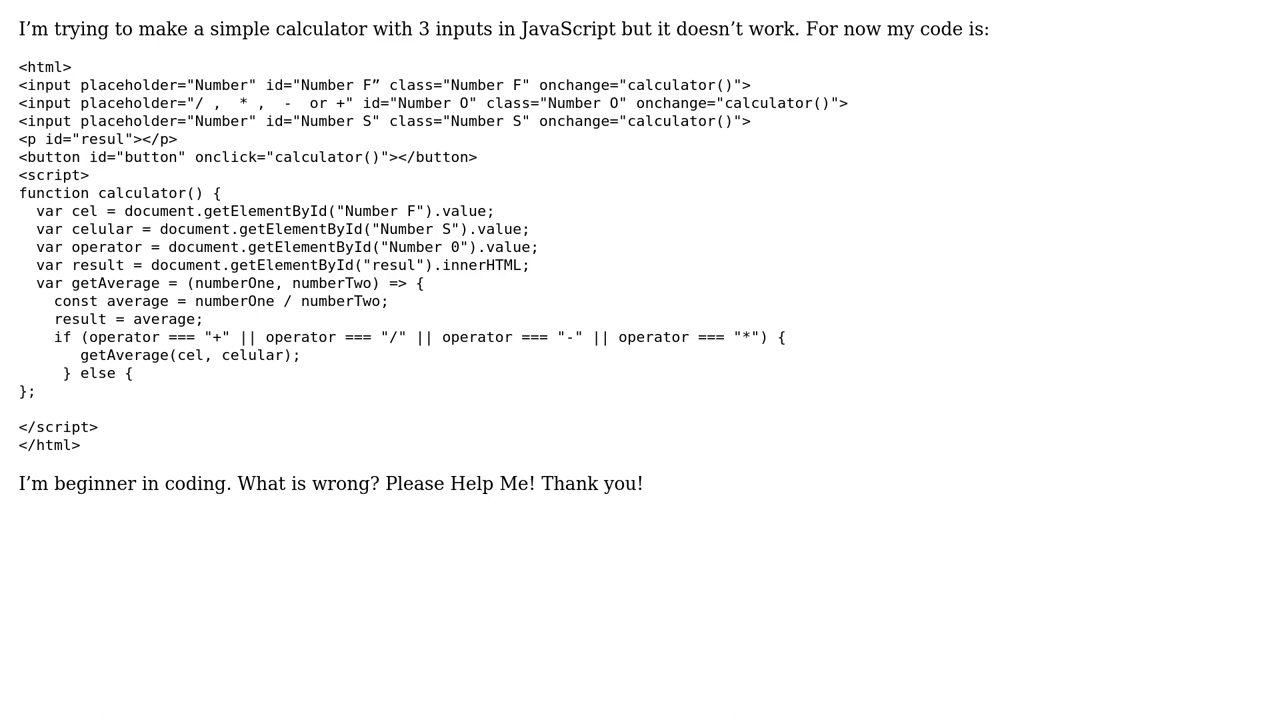 I’m trying to make a simple calculator with 3 inputs in JavaScript but it doesn’t work. For now my code is:
<html>
<input placeholder="Number" id="Number F” class="Number F" onchange="calculator()">
<input placeholder="/ ,  * ,  -  or +" id="Number O" class="Number O" onchange="calculator()">
<input placeholder="Number" id="Number S" class="Number S" onchange="calculator()">
<p id="resul"></p>
<button id="button" onclick="calculator()"></button>
<script>
function calculator() {
  var cel = document.getElementById("Number F").value;
  var celular = document.getElementById("Number S").value;
  var operator = document.getElementById("Number 0").value;
  var result = document.getElementById("resul").innerHTML;
  var getAverage = (numberOne, numberTwo) => {
    const average = numberOne / numberTwo;
    result = average;
    if (operator === "+" || operator === "/" || operator === "-" || operator === "*") {
       getAverage(cel, celular);
     } else {
};
</script>
</html>
I’m beginner in coding. What is wrong? Please Help Me! Thank you!